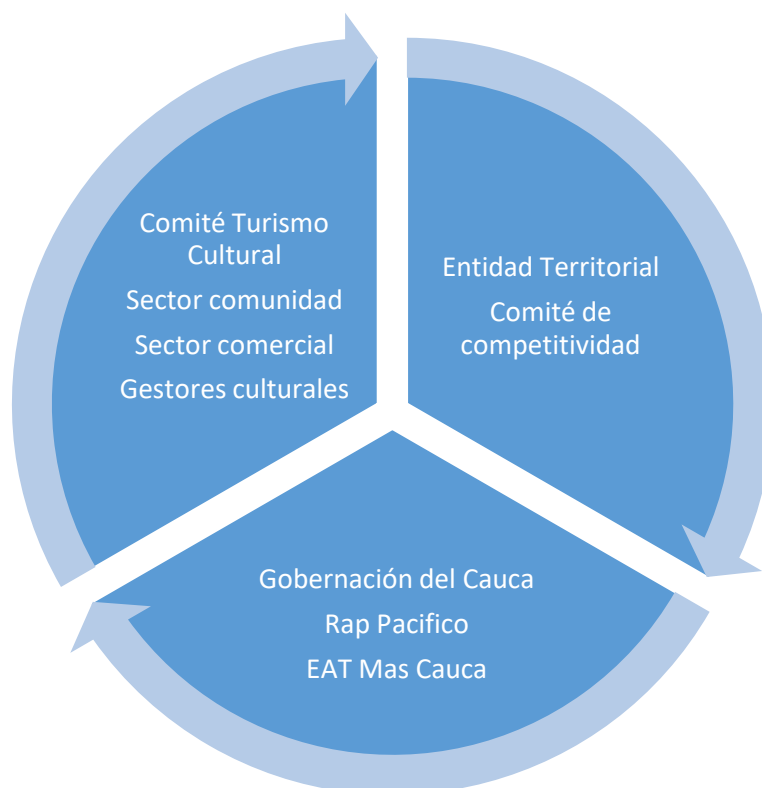 Comité Turismo
Cultural
Sector comunidad
Sector comercial
Gestores culturales
Entidad Territorial
Comité de
competitividad
Gobernación del Cauca
Rap Pacifico
EAT Mas Cauca